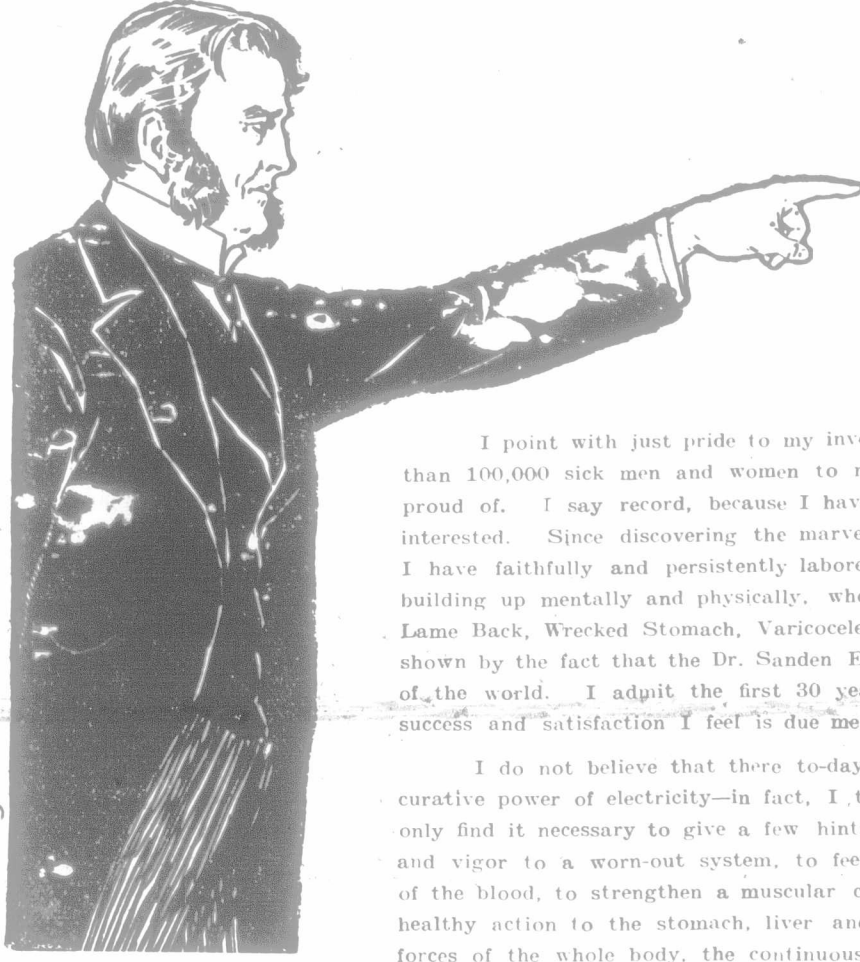 I point with just pride to my inv
than 100,000 sick men and women to
proud of. I say record, because I hav
interested. Since discovering the marve
I have faithfully and persistently labore
building up mentally and physically, who
Lame Back, Wrecked Stomach, Varicocele
shown by the fact that the Dr. Sanden E
of the world. I admit the first 30 yea
success and satisfaction I feel is due me
I do not believe that there to-day
curative power of electricity—in fact, I t
only find it necessary to give a few hint
and vigor to a worn-out system, to fee
of the blood, to strengthen a muscular
healthy action to the stomach, liver an
forces of the whole body, the continuous